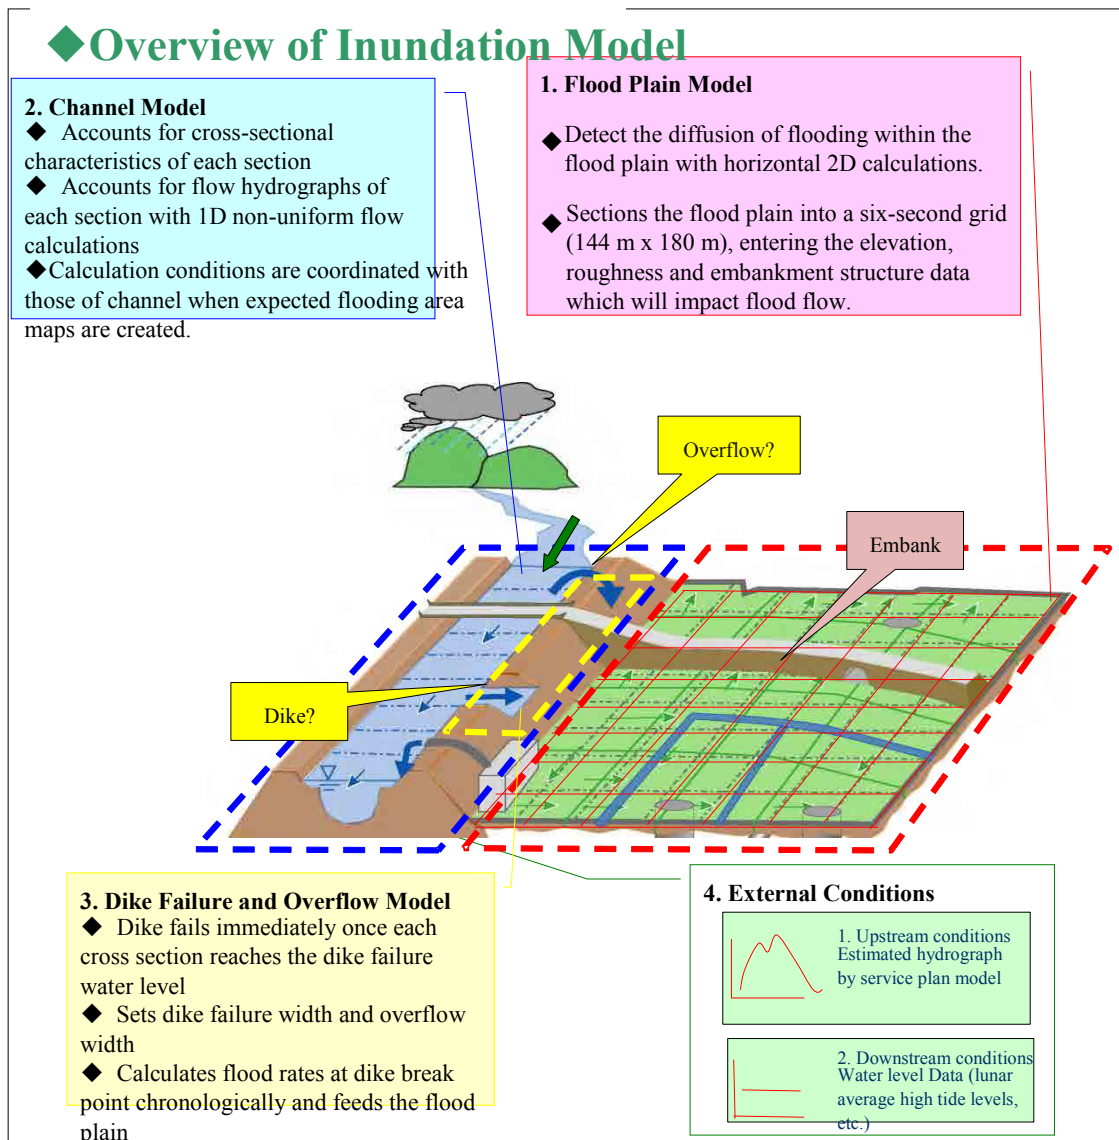 ◆Overview of Inundation Model
1. Flood Plain Model
◆ Detect the diffusion of flooding within the
flood plain with horizontal 2D calculations.
◆ Sections the flood plain into a six-second grid
(144 m x 180 m), entering the elevation,
roughness and embankment structure data
which will impact flood flow.
2. Channel Model
◆ Accounts for cross-sectional
characteristics of each section
◆ Accounts for flow hydrographs of
each section with 1D non-uniform flow
calculations
◆Calculation conditions are coordinated with
those of channel when expected flooding area
maps are created.
Overflow?
Embank
Dike?
3. Dike Failure and Overflow Model
◆ Dike fails immediately once each
cross section reaches the dike failure
water level
◆ Sets dike failure width and overflow
width
◆ Calculates flood rates at dike break
point chronologically and feeds the flood
plain
4. External Conditions
1. Upstream conditions
Estimated hydrograph
by service plan model
2. Downstream conditions
Water level Data (lunar
average high tide levels,
etc.)